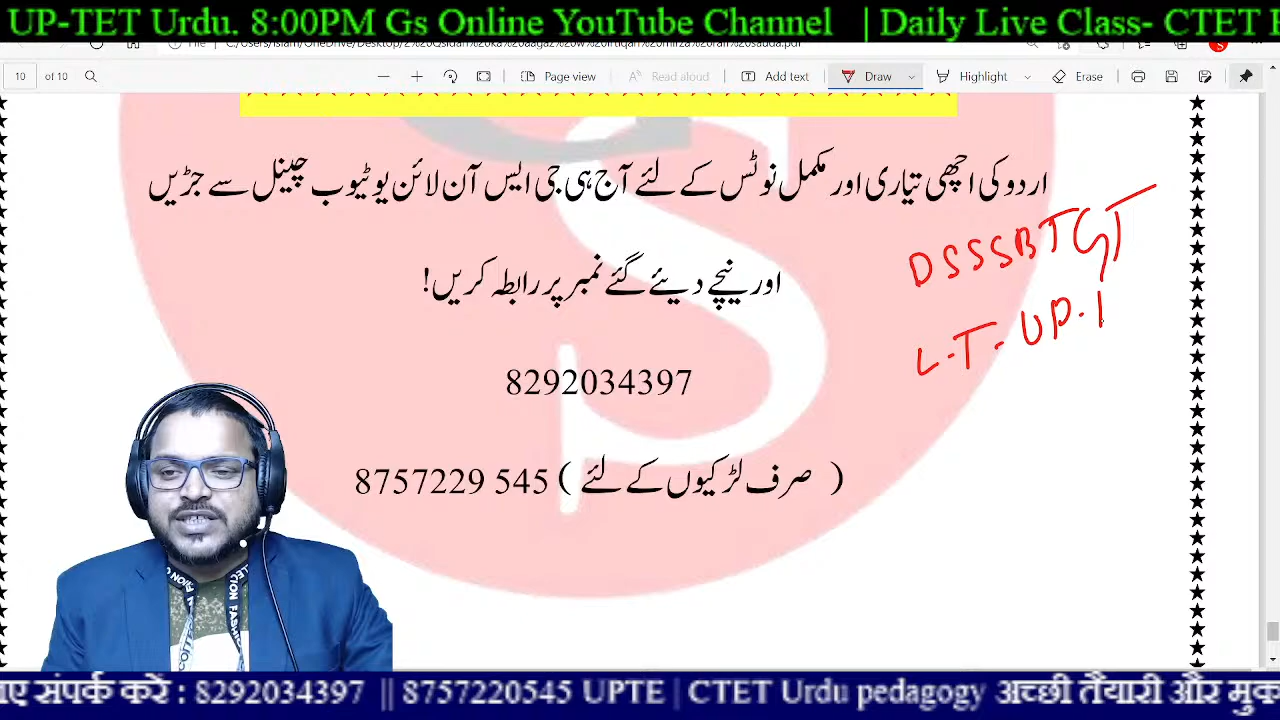 UP-TET Urdu. 8:00PM Gs Online YouTube Channel | Daily Live Class- CTET
10 of 10
Page view
Read aloud
Add text
Draw
Highlight
Erase
اردو کی اچھی تیاری اور مکمل نوٹس کے لئے آج ہی جی ایس آن لائن یوٹیوب چینل سے جڑیں
اور نیچے دیئے گئے نمبر پر رابطہ کریں!
DSSSB TGT
L.T- UP.
8292034397
8757229 545 ( صرف لڑکیوں کے لئے )
संपर्क करें : 8292034397 || 8757220545 UPTE | CTET Urdu pedagogy अच्छी तैयारी और